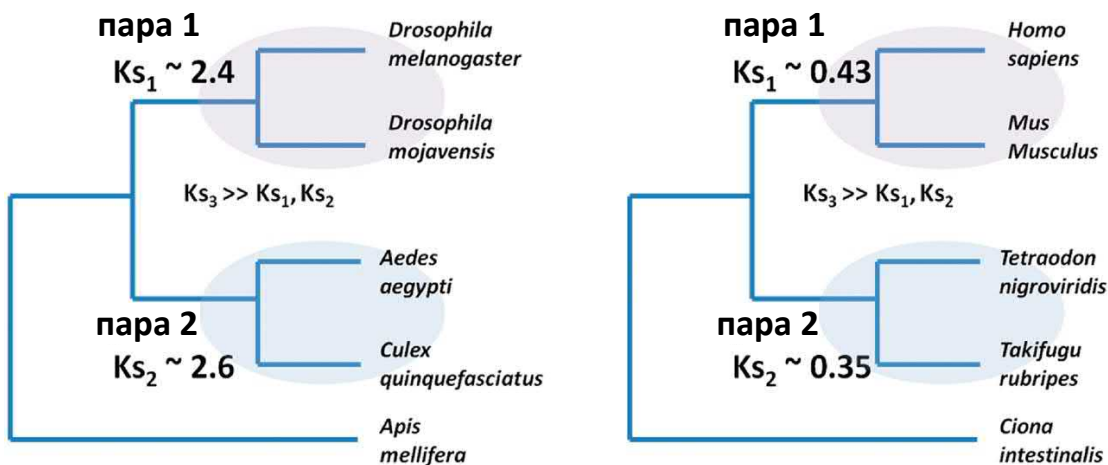 пара 1
Ks₁ ~ 2.4
Drosophila
melanogaster
Drosophila
mojavensis
Ks₃ >> Ks₁, Ks₂
Aedes
aegypti
пара 2
Ks₂ ~ 2.6
Culex
quinquefasciatus
Apis
mellifera
пара 1
Ks₁ ~ 0.43
Homo
sapiens
Mus
Musculus
Ks₃ >> Ks₁, Ks₂
Tetraodon
nigroviridis
пара 2
Ks₂ ~ 0.35
Takifugu
rubripes
Ciona
intestinalis